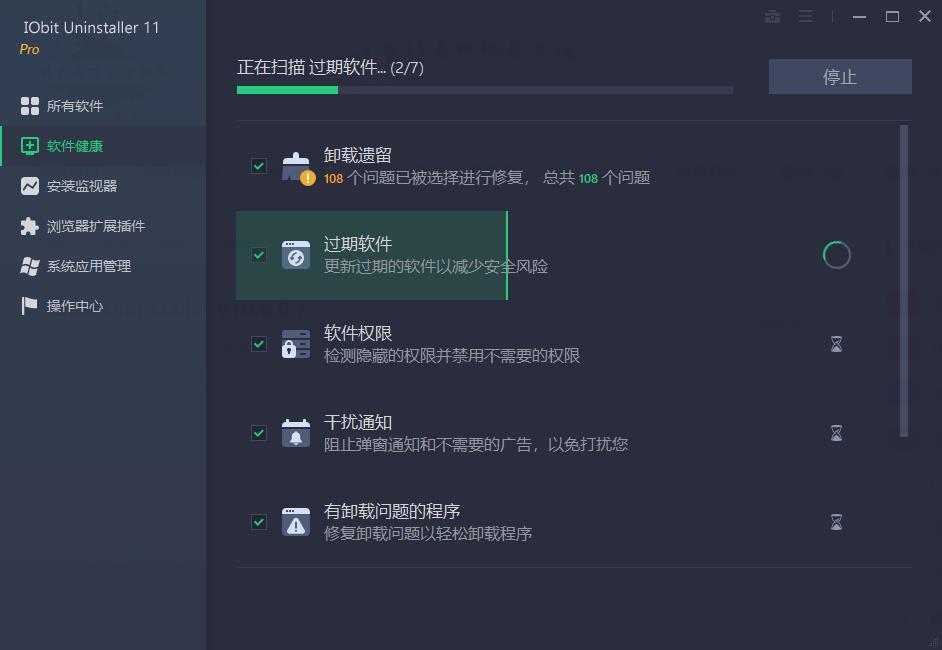 IObit Uninstaller 11
Pro
所有软件
软件健康
安装监视器
浏览器扩展插件
系统应用管理
操作中心
正在扫描 过期软件... (2/7)
停止
卸载遗留
108 个问题已被选择进行修复， 总共 108 个问题
过期软件
更新过期的软件以减少安全风险
软件权限
检测隐藏的权限并禁用不需要的权限
干扰通知
阻止弹窗通知和不需要的广告，以免打扰您
有卸载问题的程序
修复卸载问题以轻松卸载程序